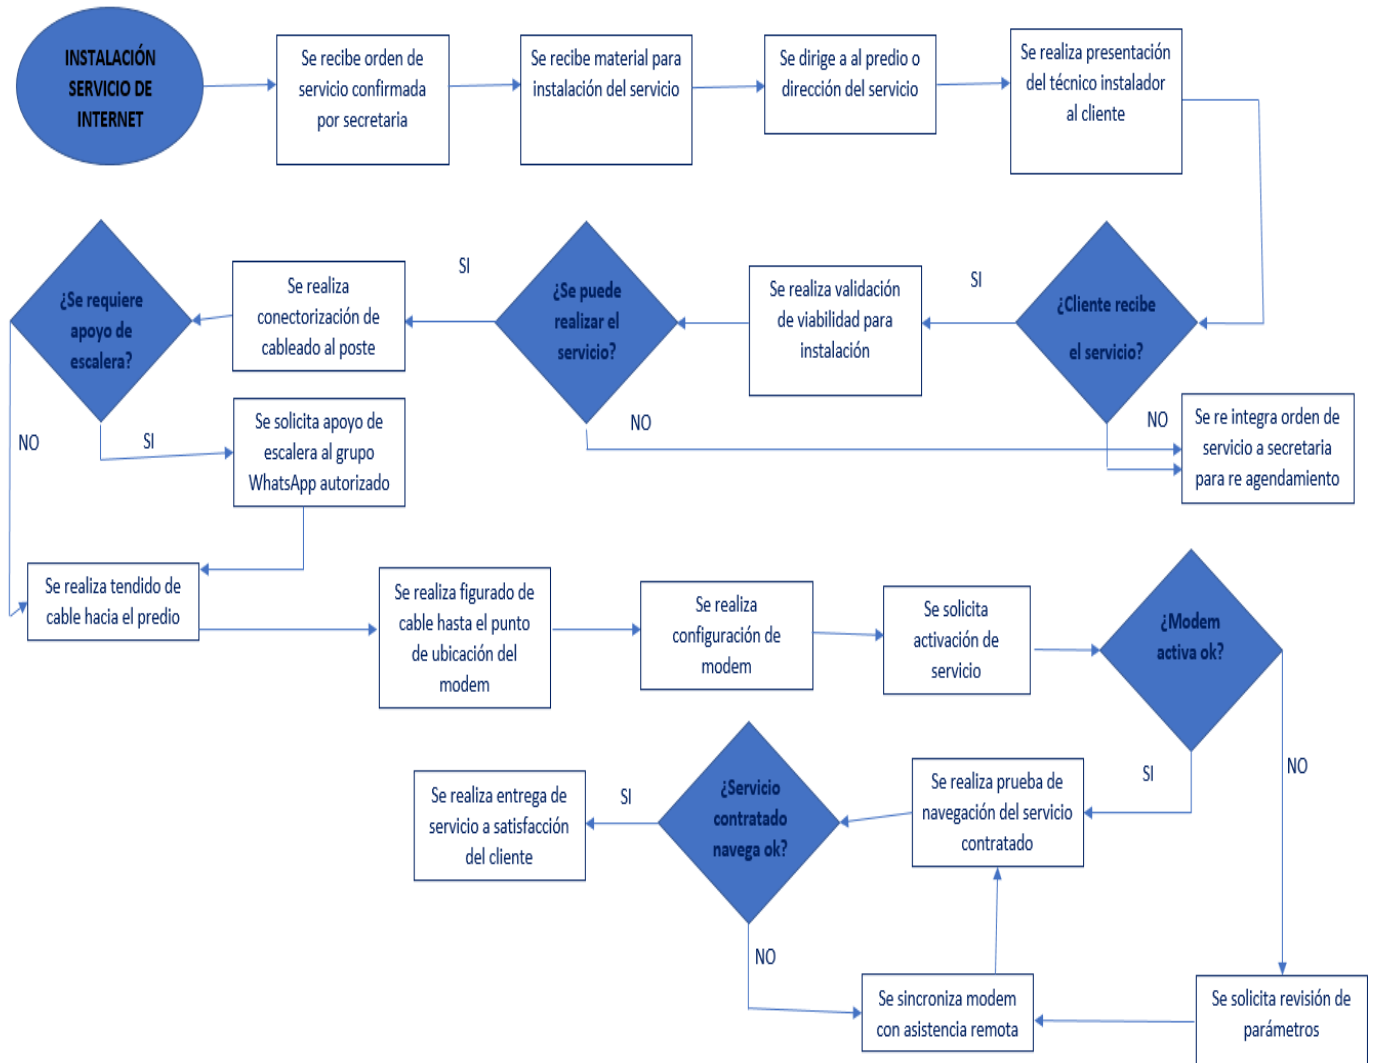 INSTALACIÓN
SERVICIO DE
INTERNET
Se recibe orden de
servicio confirmada
por secretaria
Se recibe material para
instalación del servicio
Se dirige a al predio o
dirección del servicio
Se realiza presentación
del técnico instalador
al cliente
¿Cliente recibe
el servicio?
SI
NO
Se realiza validación
de viabilidad para
instalación
¿Se puede
realizar el
servicio?
SI
NO
Se re integra orden de
servicio a secretaria
para re agendamiento
Se realiza
conectorización de
cableado al poste
¿Se requiere
apoyo de
escalera?
NO
SI
Se solicita apoyo de
escalera al grupo
WhatsApp autorizado
Se realiza tendido de
cable hacia el predio
Se realiza figurado de
cable hasta el punto
de ubicación del
modem
Se realiza
configuración de
modem
Se solicita
activación de
servicio
¿Modem
activa ok?
SI
NO
Se realiza prueba de
navegación del servicio
contratado
¿Servicio
contratado
navega ok?
SI
NO
Se realiza entrega de
servicio a satisfacción
del cliente
Se sincroniza modem
con asistencia remota
Se solicita revisión de
parámetros